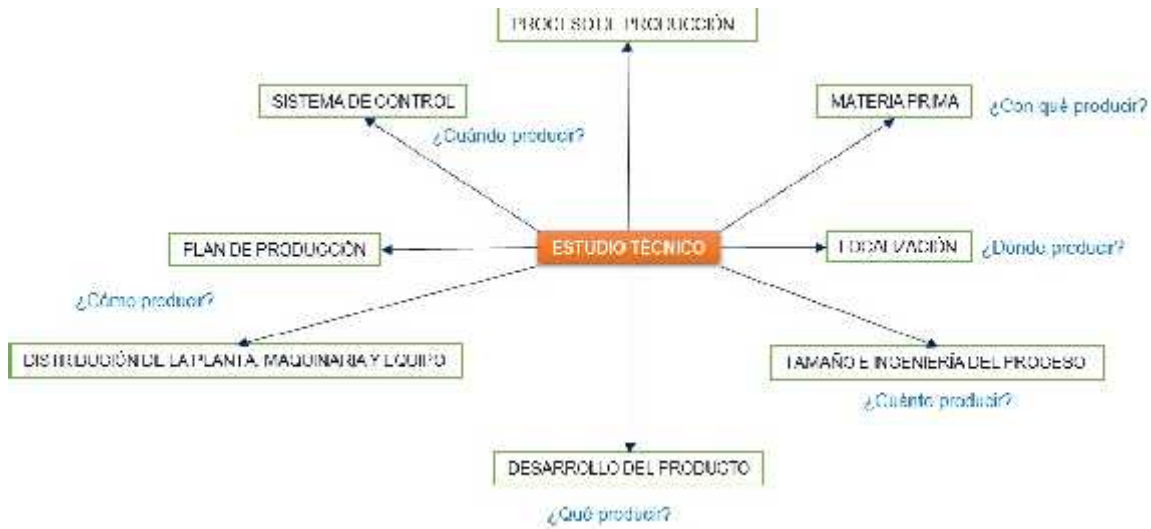 PROCESO DE PRODUCCIÓN
SISTEMA DE CONTROL
¿Cuándo producir?
MATERIA PRIMA
¿Con qué producir?
PLAN DE PRODUCCIÓN
¿Cómo producir?
ESTUDIO TÉCNICO
LOCALIZACIÓN
¿Dónde producir?
DISTRIBUCIÓN DE LA PLANTA, MAQUINARIA Y EQUIPO
TAMAÑO E INGENIERÍA DEL PROCESO
¿Cuánto producir?
DESARROLLO DEL PRODUCTO
¿Qué producir?